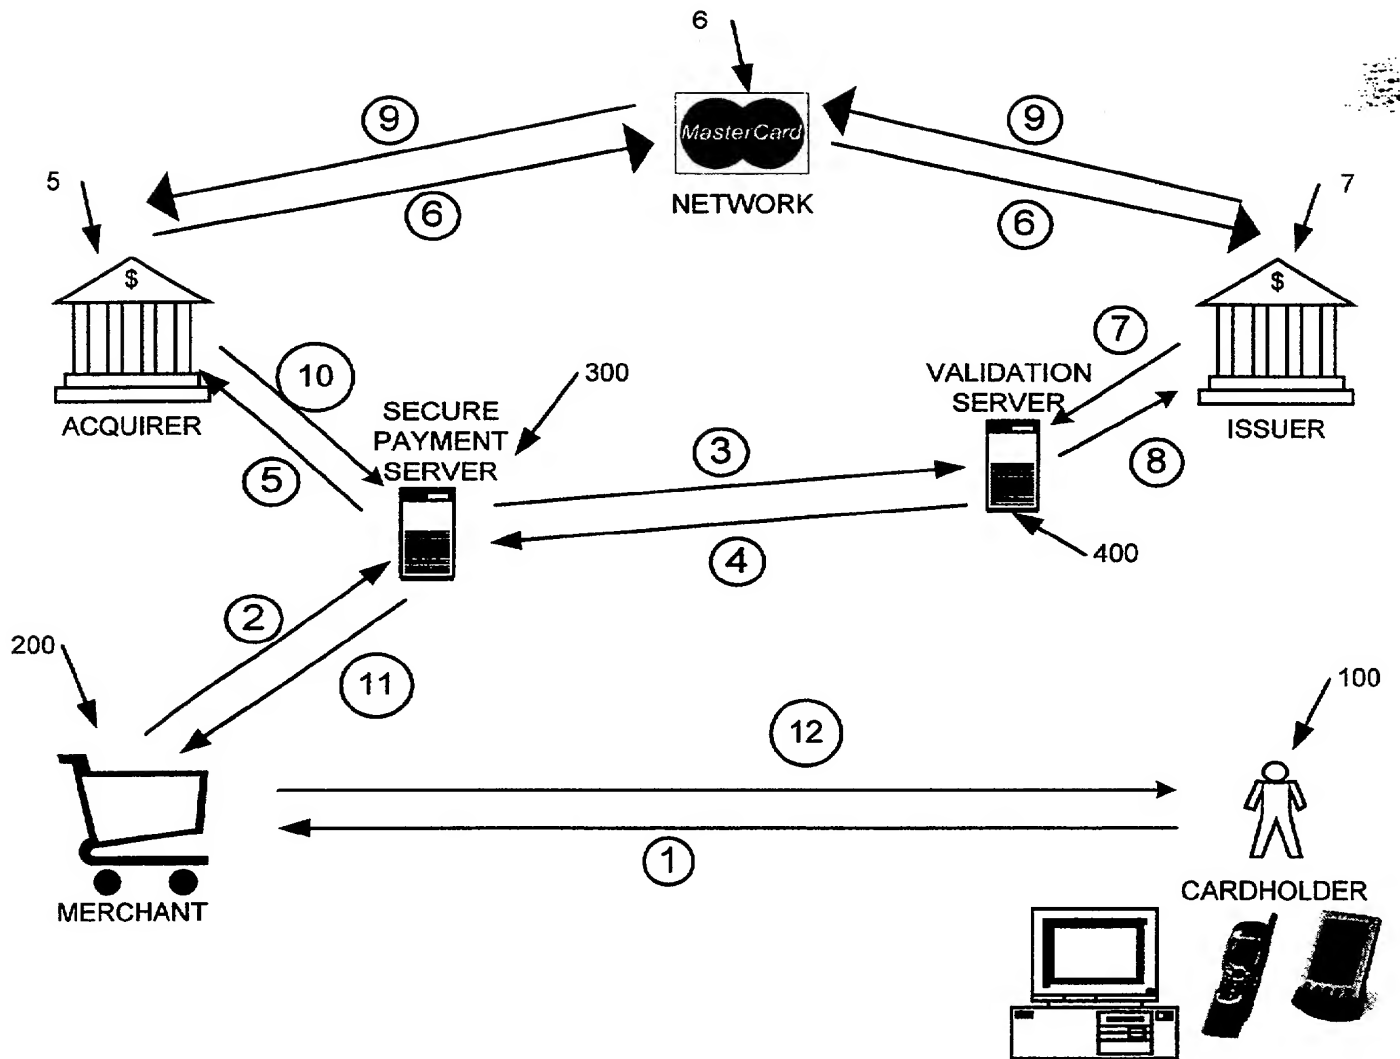 6
9
MasterCard
9
5
6
NETWORK
6
7
$
$
7
10
300
VALIDATION
SERVER
ACQUIRER
SECURE
PAYMENT
SERVER
ISSUER
5
3
8
4
400
2
200
11
100
12
1
MERCHANT
CARDHOLDER